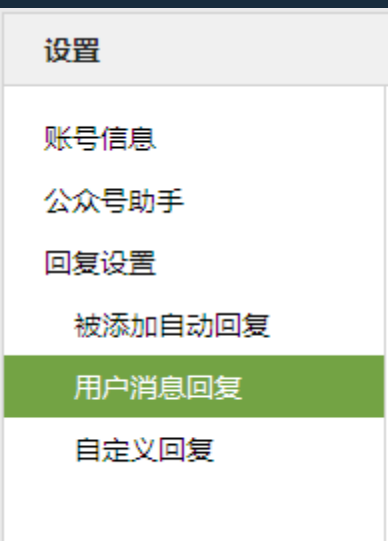 设置
账号信息
公众号助手
回复设置
被添加自动回复
用户消息回复
自定义回复